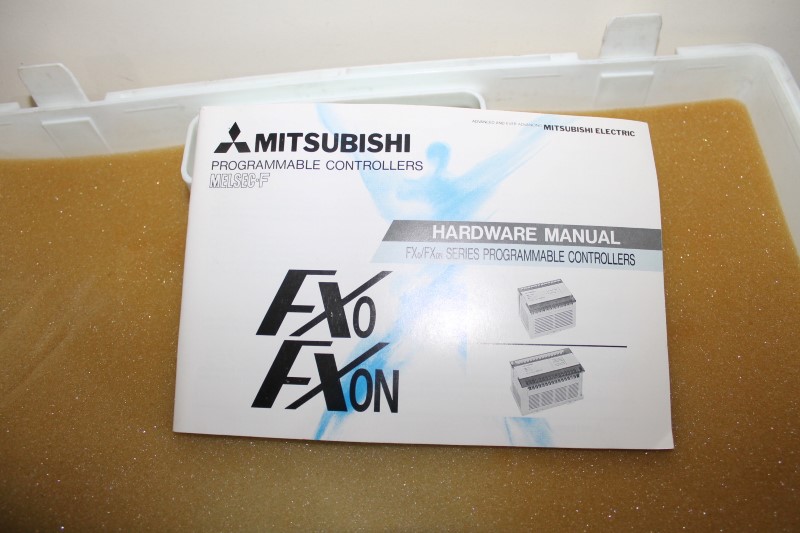 MITSUBISHI
PROGRAMMABLE CONTROLLERS
MELSEC-F
MITSUBISHI ELECTRIC
HARDWARE MANUAL
FX0/FX0N SERIES PROGRAMMABLE CONTROLLERS
FX0
FX0N